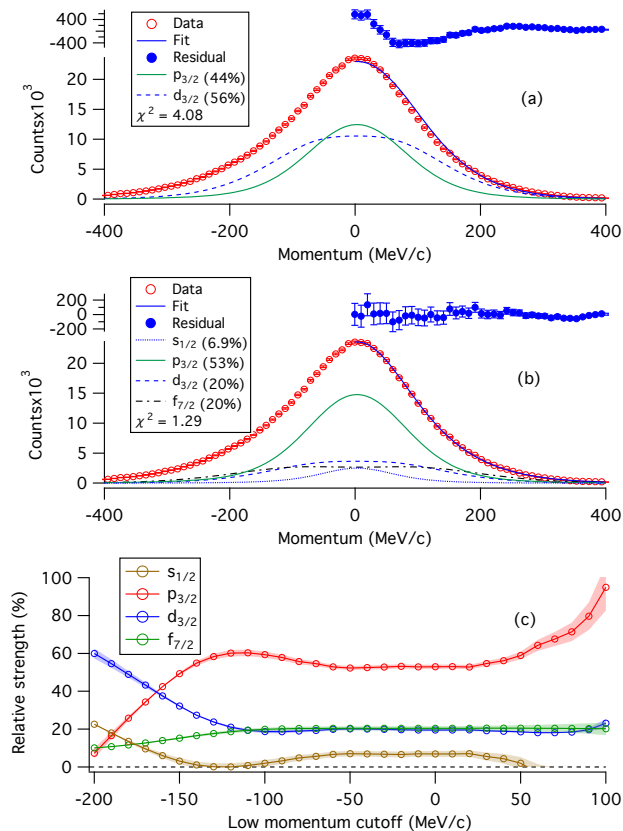 400
-400
Data
Fit
Residual
p3/2 (44%)
d3/2 (56%)
χ2 = 4.08
(a)
20
15
10
5
0
Countsx10^3
-400
-200
0
200
400
Momentum (MeV/c)
200
0
-200
Data
Fit
Residual
s1/2 (6.9%)
p3/2 (53%)
d3/2 (20%)
f7/2 (20%)
χ2 = 1.29
(b)
20
15
10
5
0
Countsx10^3
-400
-200
0
200
400
Momentum (MeV/c)
s1/2
p3/2
d3/2
f7/2
(c)
100
80
60
40
20
0
Relative strength (%)
-200
-150
-100
-50
0
50
100
Low momentum cutoff (MeV/c)